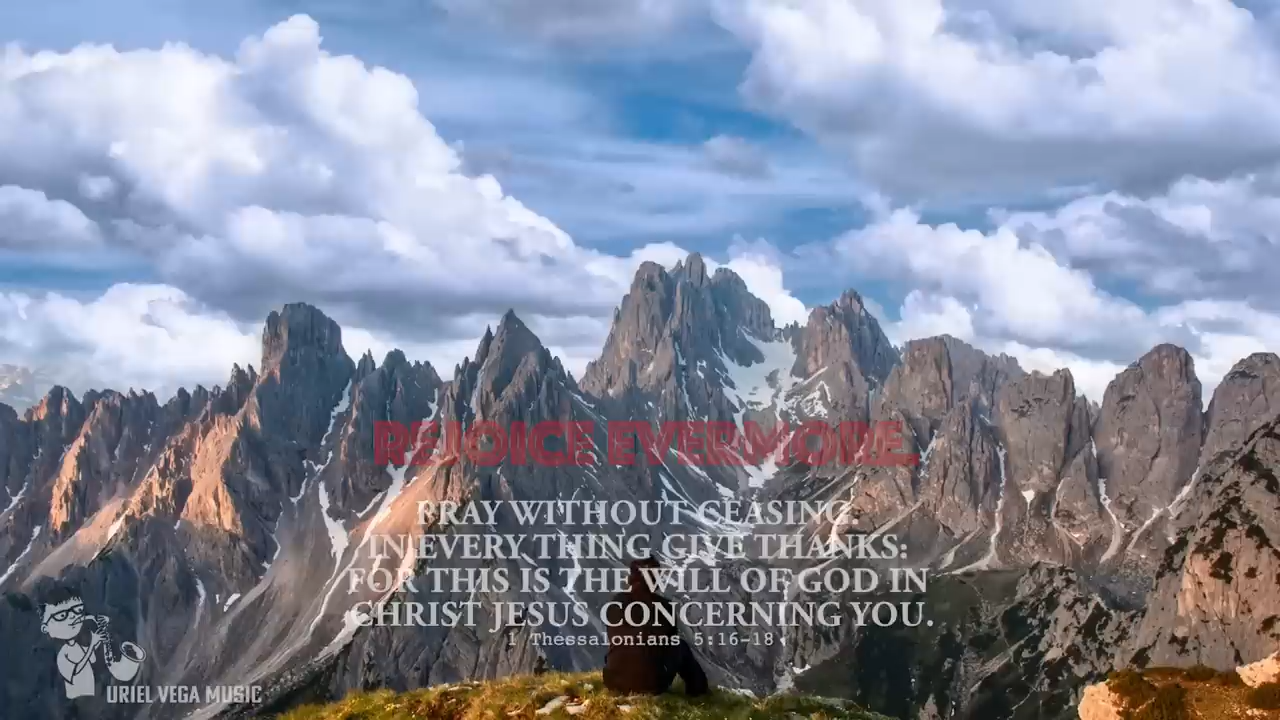 REJOICE EVERMORE.
PRAY WITHOUT CEASING.
IN EVERY THING GIVE THANKS:
FOR THIS IS THE WILL OF GOD IN
CHRIST JESUS CONCERNING YOU.
1 Thessalonians 5:16-18
URIEL VEGA MUSIC